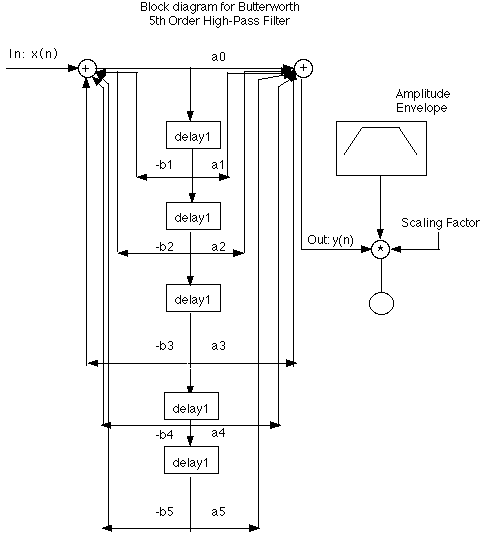 Block diagram for Butterworth
5th Order High-Pass Filter
In: x(n)
a0
+
+
Amplitude
Envelope
delay1
-b1 a1
delay1
Scaling Factor
Out: y(n)
*
-b2 a2
delay1
-b3 a3
delay1
-b4 a4
delay1
-b5 a5